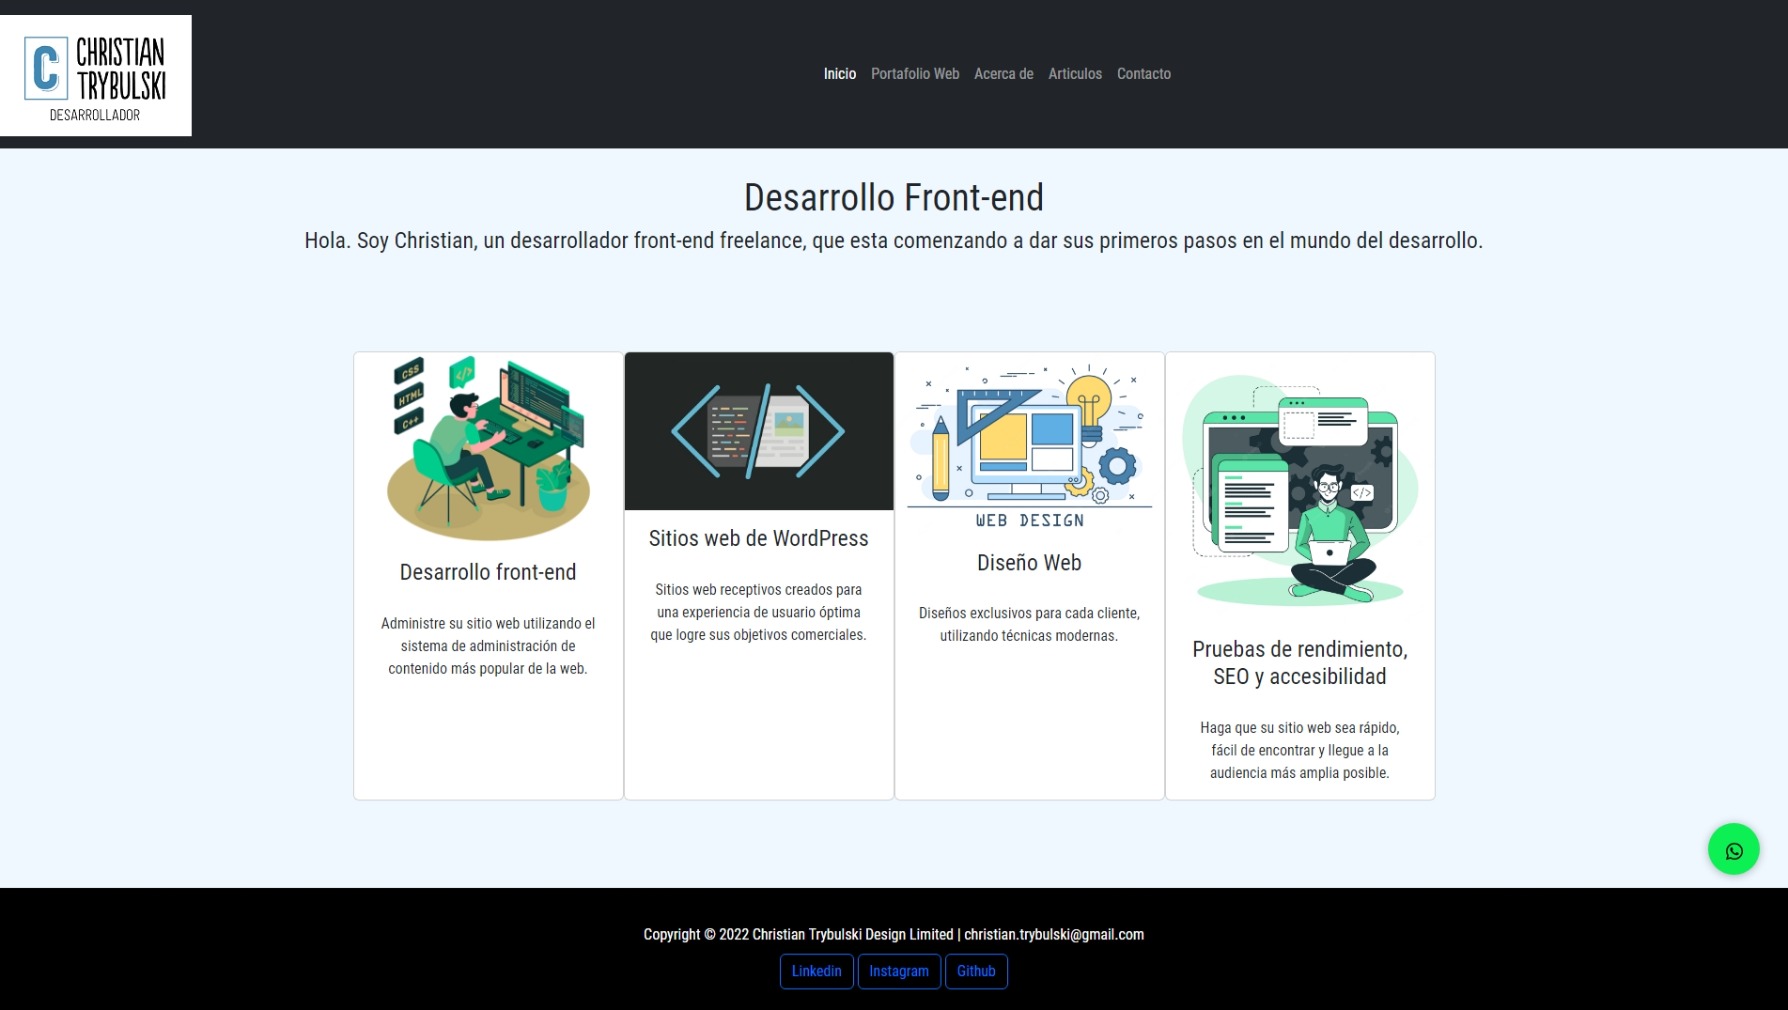 CHRISTIAN
TRYBULSKI
DESARROLLADOR
C
Inicio Portafolio Web Acerca de Articulos Contacto
Desarrollo Front-end
Hola. Soy Christian, un desarrollador front-end freelance, que esta comenzando a dar sus primeros pasos en el mundo del desarrollo.
CSS
HTML
C++
</>
Desarrollo front-end
Administre su sitio web utilizando el
sistema de administración de
contenido más popular de la web.
Sitios web de WordPress
Sitios web receptivos creados para
una experiencia de usuario óptima
que logre sus objetivos comerciales.
WEB DESIGN
Diseño Web
Diseños exclusivos para cada cliente,
utilizando técnicas modernas.
</>
Pruebas de rendimiento,
SEO y accesibilidad
Haga que su sitio web sea rápido,
fácil de encontrar y llegue a la
audiencia más amplia posible.
Copyright © 2022 Christian Trybulski Design Limited | christian.trybulski@gmail.com
Linkedin Instagram Github